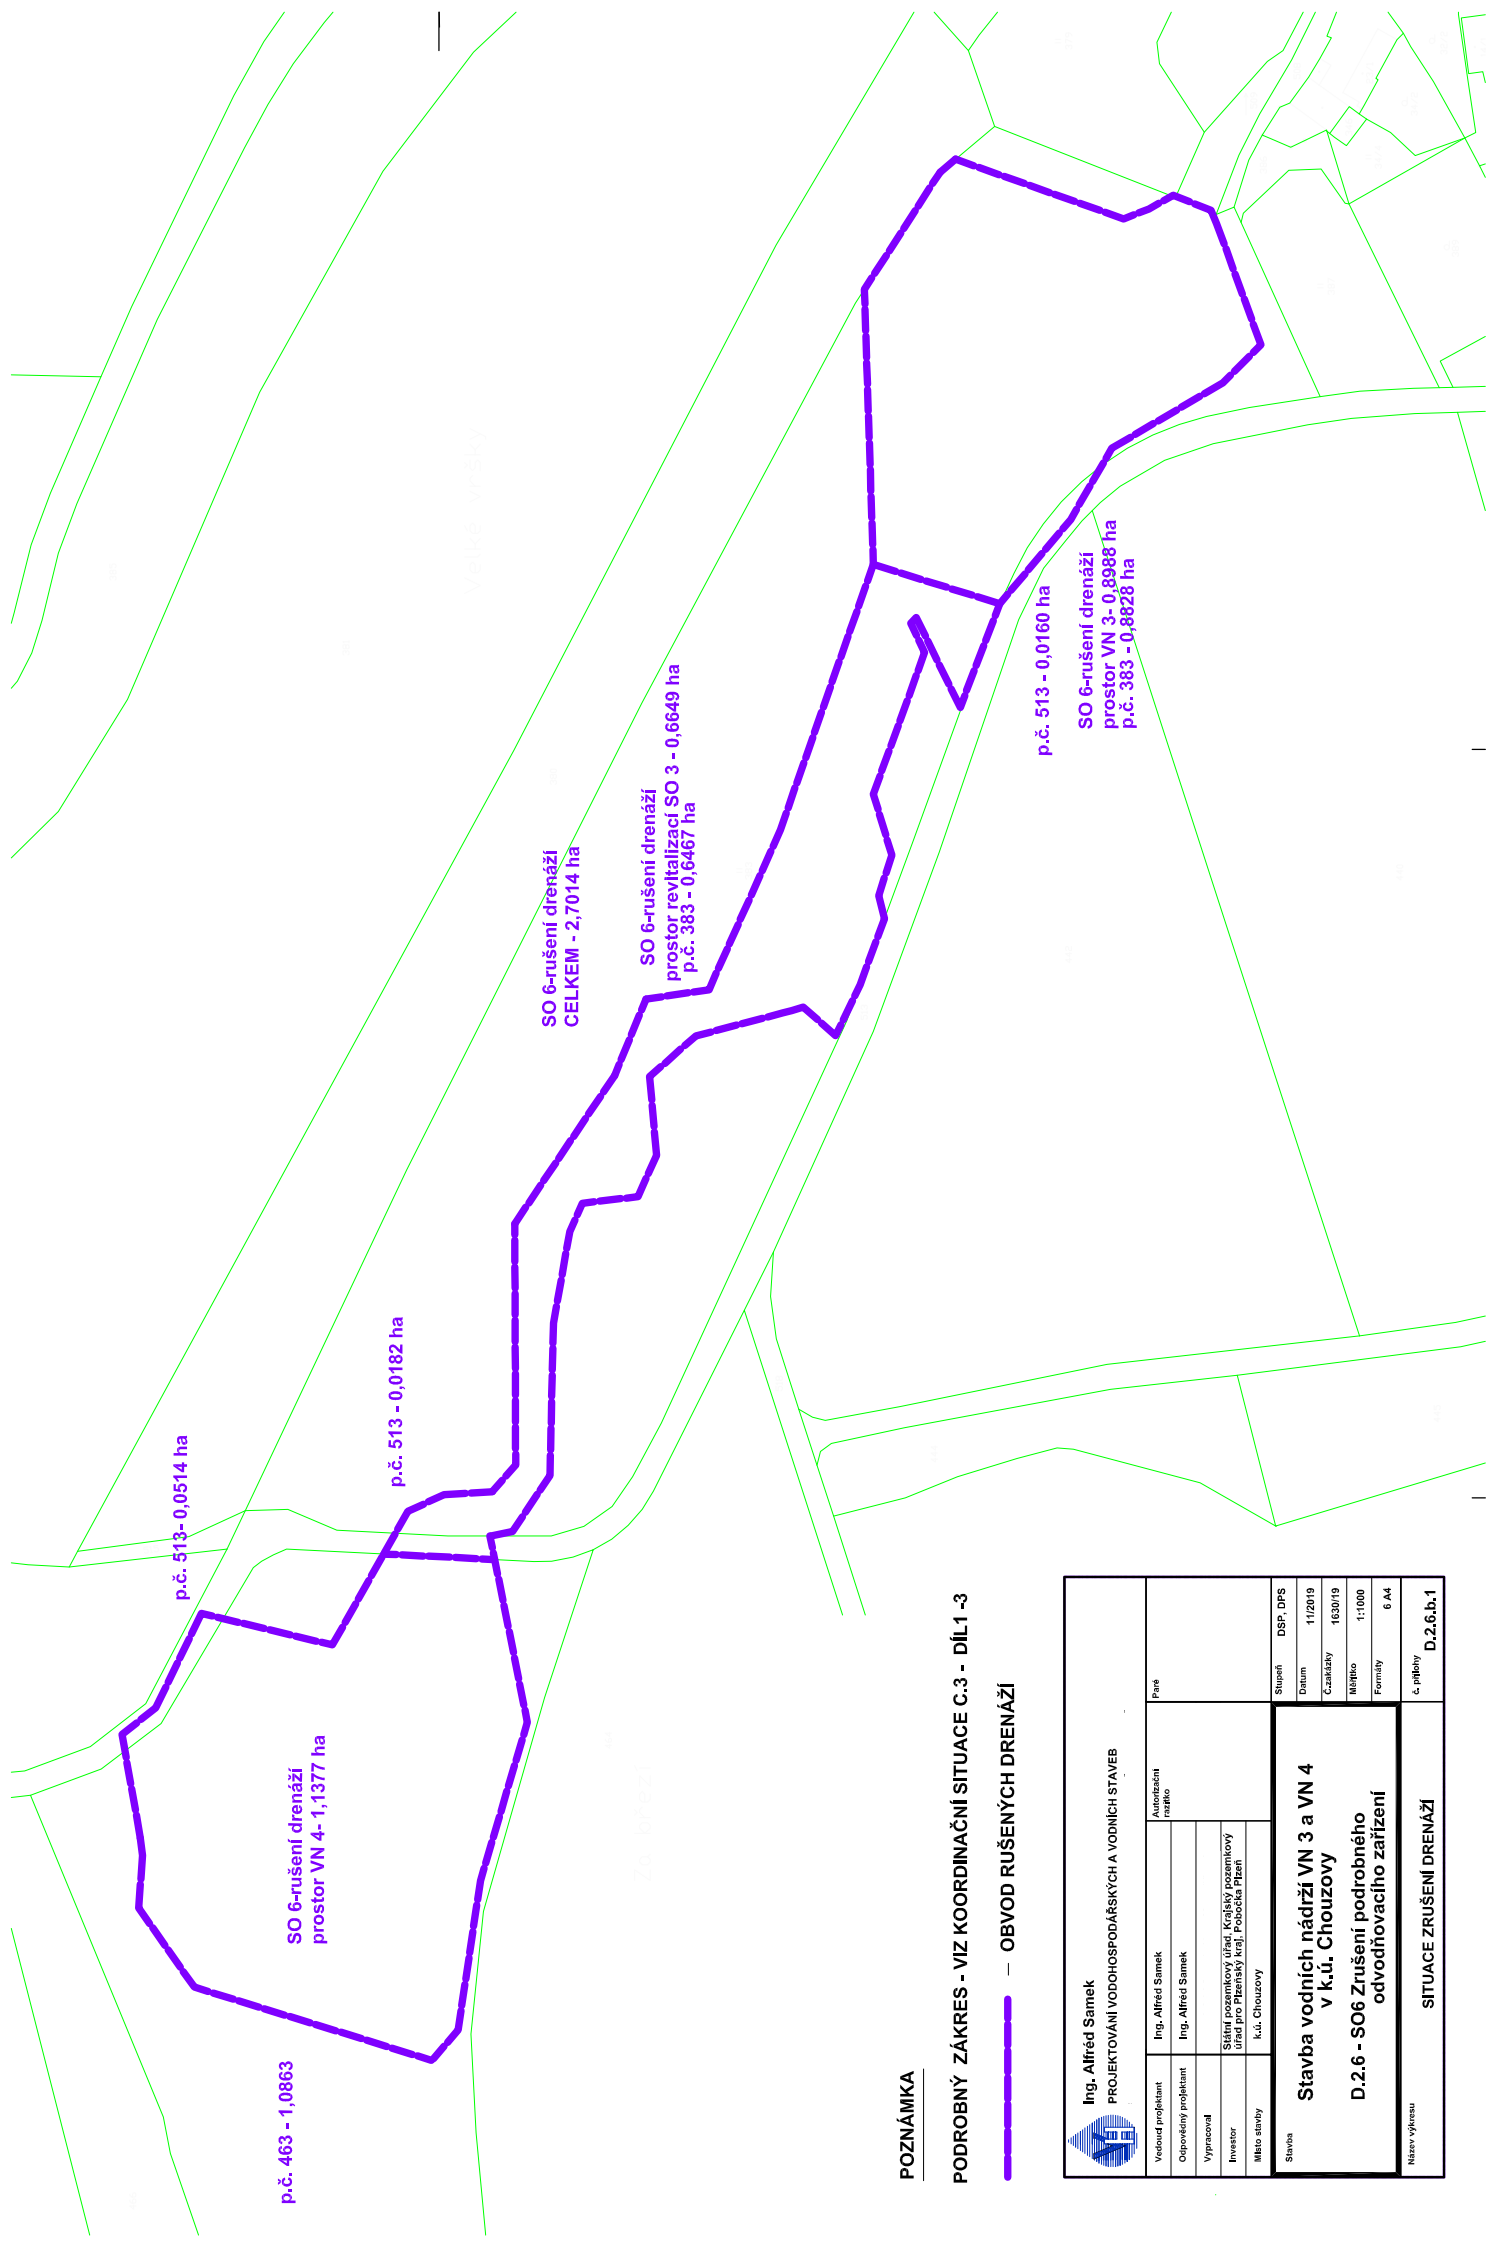 p.č. 463 - 1,0863
SO 6-rušení drenáží
prostor VN 4- 1,1377 ha
p.č. 513- 0,0514 ha
p.č. 513 - 0,0182 ha
SO 6-rušení drenáží
CELKEM - 2,7014 ha
SO 6-rušení drenáží
prostor revitalizací SO 3 - 0,6649 ha
p.č. 383 - 0,6467 ha
p.č. 513 - 0,0160 ha
SO 6-rušení drenáží
prostor VN 3- 0,8988 ha
p.č. 383 - 0,8828 ha
POZNÁMKA
PODROBNÝ ZÁKRES - VIZ KOORDINAČNÍ SITUACE C.3 - DÍL1 -3
– OBVOD RUŠENÝCH DRENÁŽÍ
Ing. Alfréd Samek
PROJEKTOVÁNÍ VODOHOSPODÁŘSKÝCH A VODNÍCH STAVEB
Vedoucí projektant
Ing. Alfréd Samek
Odpovědný projektant
Ing. Alfréd Samek
Vypracoval
Investor
Státní pozemkový úřad, Krajský pozemkový
úřad pro Plzeňský kraj, Pobočka Plzeň
Místo stavby
k.ú. Chouzovy
Autorizační
razítko
Paré
Stavba
Stavba vodních nádrží VN 3 a VN 4
v k.ú. Chouzovy
D.2.6 - SO6 Zrušení podrobného
odvodňovacího zařízení
Stupeň
DSP, DPS
Datum
11/2019
Č.zakázky
1630/19
Měřítko
1:1000
Formáty
6 A4
Název výkresu
SITUACE ZRUŠENÍ DRENÁŽÍ
č. přílohy
D.2.6.b.1